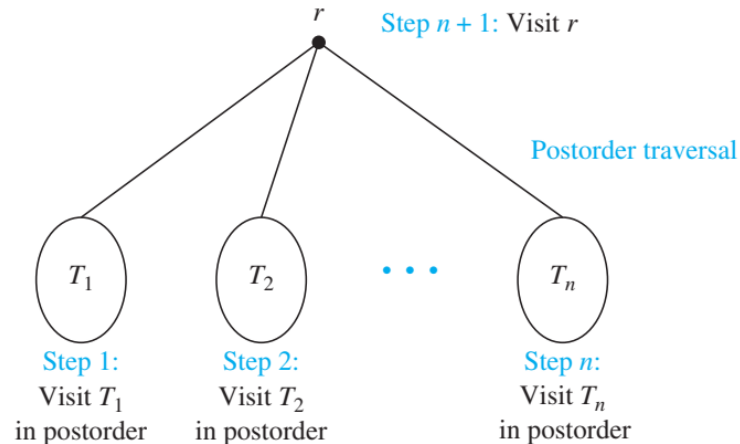 r
Step n + 1: Visit r
Postorder traversal
T₁
T₂
· · ·
Tₙ
Step 1:
Visit T₁
in postorder
Step 2:
Visit T₂
in postorder
Step n:
Visit Tₙ
in postorder